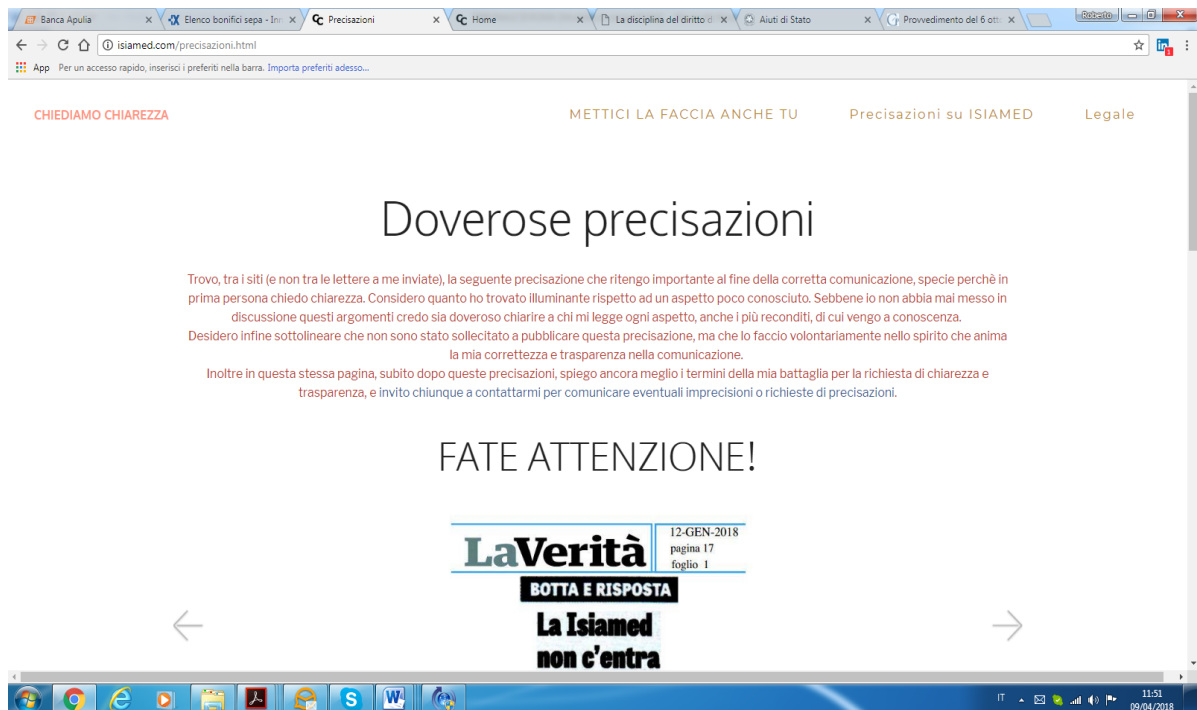 Banca Apulia
Elenco bonifici sepa - In
Precisazioni
Home
La disciplina del diritto d
Aiuti di Stato
Provvedimento del 6 ott
Roberto
isiamed.com/precisazioni.html
App Per un accesso rapido, inserisci i preferiti nella barra. Importa preferiti adesso...
CHIEDIAMO CHIAREZZA
METTICI LA FACCIA ANCHE TU
Precisazioni su ISIAMED
Legale
Doverose precisazioni
Trovo, tra i siti (e non tra le lettere a me inviate), la seguente precisazione che ritengo importante al fine della corretta comunicazione, specie perchè in
prima persona chiedo chiarezza. Considero quanto ho trovato illuminante rispetto ad un aspetto poco conosciuto. Sebbene io non abbia mai messo in
discussione questi argomenti credo sia doveroso chiarire a chi mi legge ogni aspetto, anche i più reconditi, di cui vengo a conoscenza.
Desidero infine sottolineare che non sono stato sollecitato a pubblicare questa precisazione, ma che lo faccio volontariamente nello spirito che anima
la mia correttezza e trasparenza nella comunicazione.
Inoltre in questa stessa pagina, subito dopo queste precisazioni, spiego ancora meglio i termini della mia battaglia per la richiesta di chiarezza e
trasparenza, e invito chiunque a contattarmi per comunicare eventuali imprecisioni o richieste di precisazioni.
FATE ATTENZIONE!
LaVerità
12-GEN-2018
pagina 17
foglio 1
BOTTA E RISPOSTA
La Isiamed
non c'entra
IT
11:51
09/04/2018